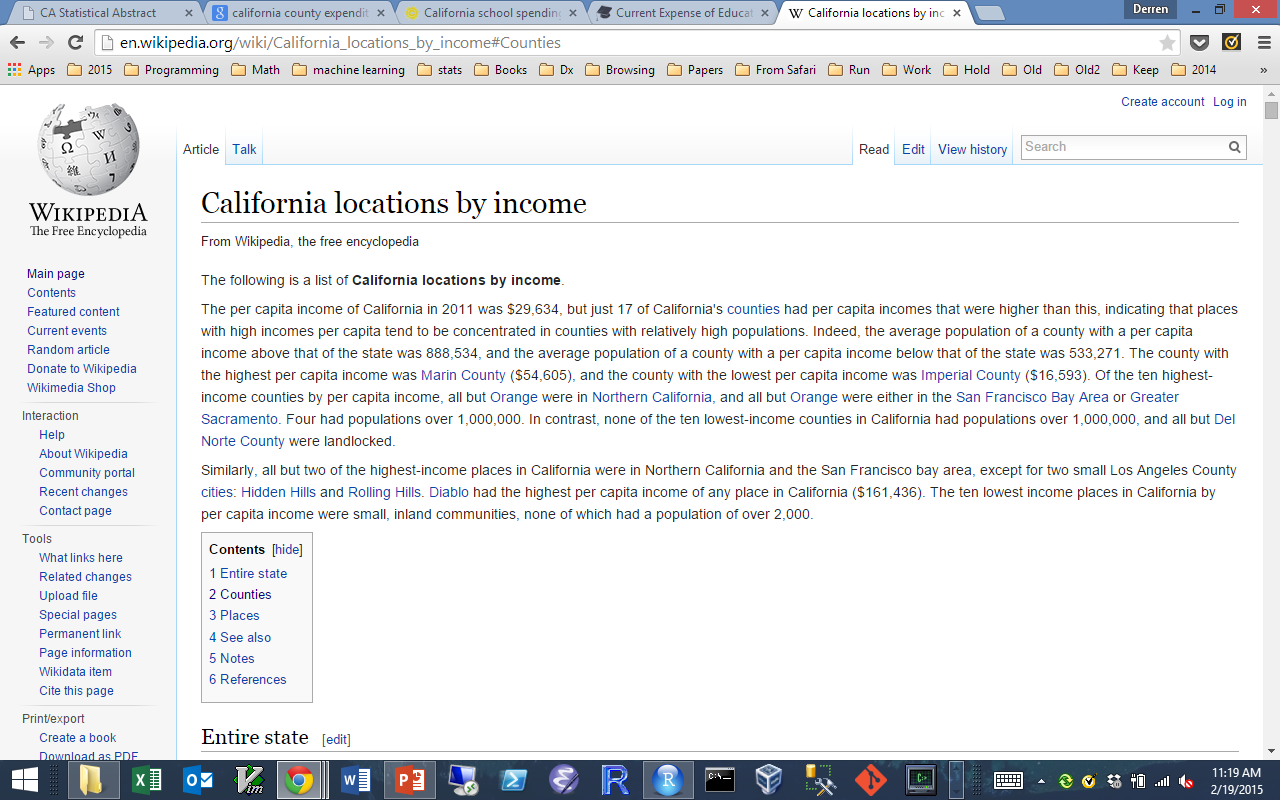 CA Statistical Abstract
california county expendit
California school spending
Current Expense of Educat
California locations by inc
Derren
en.wikipedia.org/wiki/California_locations_by_income#Counties
Apps 2015 Programming Math machine learning stats Books Dx Browsing Papers From Safari Run Work Hold Old Old2 Keep 2014 »
Create account Log in
Article Talk Read Edit View history Search
WIKIPEDIA
The Free Encyclopedia
Main page
Contents
Featured content
Current events
Random article
Donate to Wikipedia
Wikimedia Shop
Interaction
Help
About Wikipedia
Community portal
Recent changes
Contact page
Tools
What links here
Related changes
Upload file
Special pages
Permanent link
Page information
Wikidata item
Cite this page
Print/export
Create a book
Download as PDF
California locations by income
From Wikipedia, the free encyclopedia
The following is a list of California locations by income.
The per capita income of California in 2011 was $29,634, but just 17 of California's counties had per capita incomes that were higher than this, indicating that places
with high incomes per capita tend to be concentrated in counties with relatively high populations. Indeed, the average population of a county with a per capita
income above that of the state was 888,534, and the average population of a county with a per capita income below that of the state was 533,271. The county with
the highest per capita income was Marin County ($54,605), and the county with the lowest per capita income was Imperial County ($16,593). Of the ten highest-
income counties by per capita income, all but Orange were in Northern California, and all but Orange were either in the San Francisco Bay Area or Greater
Sacramento. Four had populations over 1,000,000. In contrast, none of the ten lowest-income counties in California had populations over 1,000,000, and all but Del
Norte County were landlocked.
Similarly, all but two of the highest-income places in California were in Northern California and the San Francisco bay area, except for two small Los Angeles County
cities: Hidden Hills and Rolling Hills. Diablo had the highest per capita income of any place in California ($161,436). The ten lowest income places in California by
per capita income were small, inland communities, none of which had a population of over 2,000.
Contents [hide]
1 Entire state
2 Counties
3 Places
4 See also
5 Notes
6 References
Entire state [edit]
11:19 AM
2/19/2015